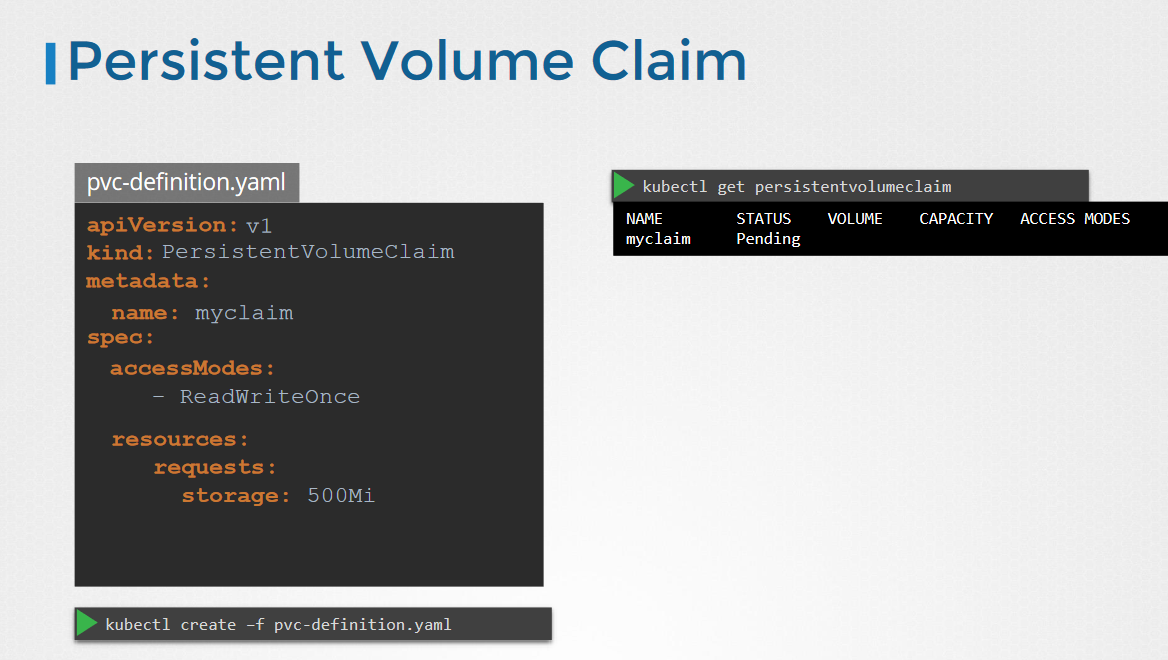 Persistent Volume Claim
pvc-definition.yaml
apiVersion: v1
kind: PersistentVolumeClaim
metadata:
  name: myclaim
spec:
  accessModes:
    - ReadWriteOnce
  resources:
    requests:
      storage: 500Mi
kubectl create –f pvc-definition.yaml
kubectl get persistentvolumeclaim
NAME STATUS VOLUME CAPACITY ACCESS MODES
myclaim Pending